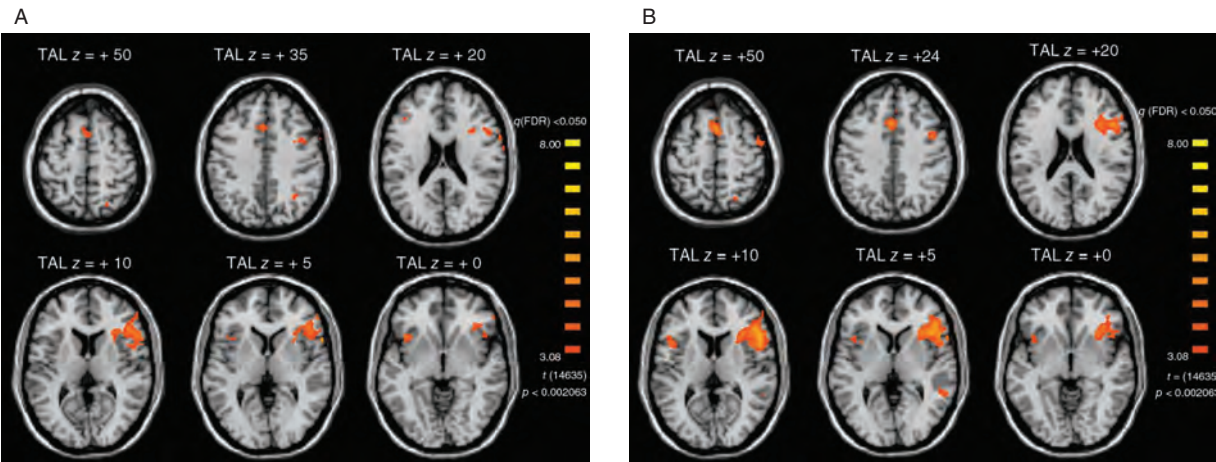 A
TAL z = + 50
TAL z = + 35
TAL z = + 20
q(FDR) <0.050
8.00
TAL z = + 10
TAL z = + 5
TAL z = + 0
3.08
t (14635)
p < 0.002063
B
TAL z = +50
TAL z = +24
TAL z = +20
q (FDR) < 0.050
8.00
TAL z = +10
TAL z = +5
TAL z = +0
3.08
t = (14635)
p < 0.002063